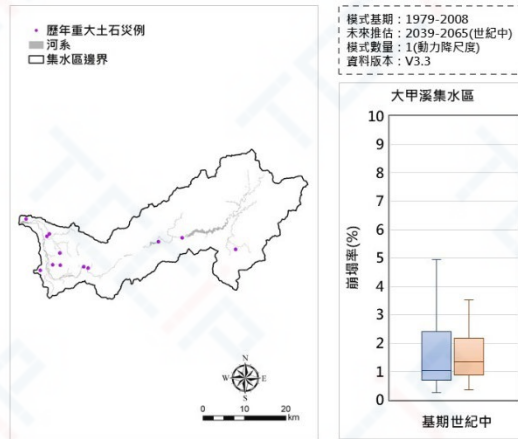 歷年重大土石災例
河系
集水區邊界
N
W
E
S
0 10 20
km
模式基期：1979-2008
未來推估：2039-2065(世紀中)
模式數量：1(動力降尺度)
資料版本：V3.3
大甲溪集水區
崩塌率(%)
10
9
8
7
6
5
4
3
2
1
0
基期世紀中